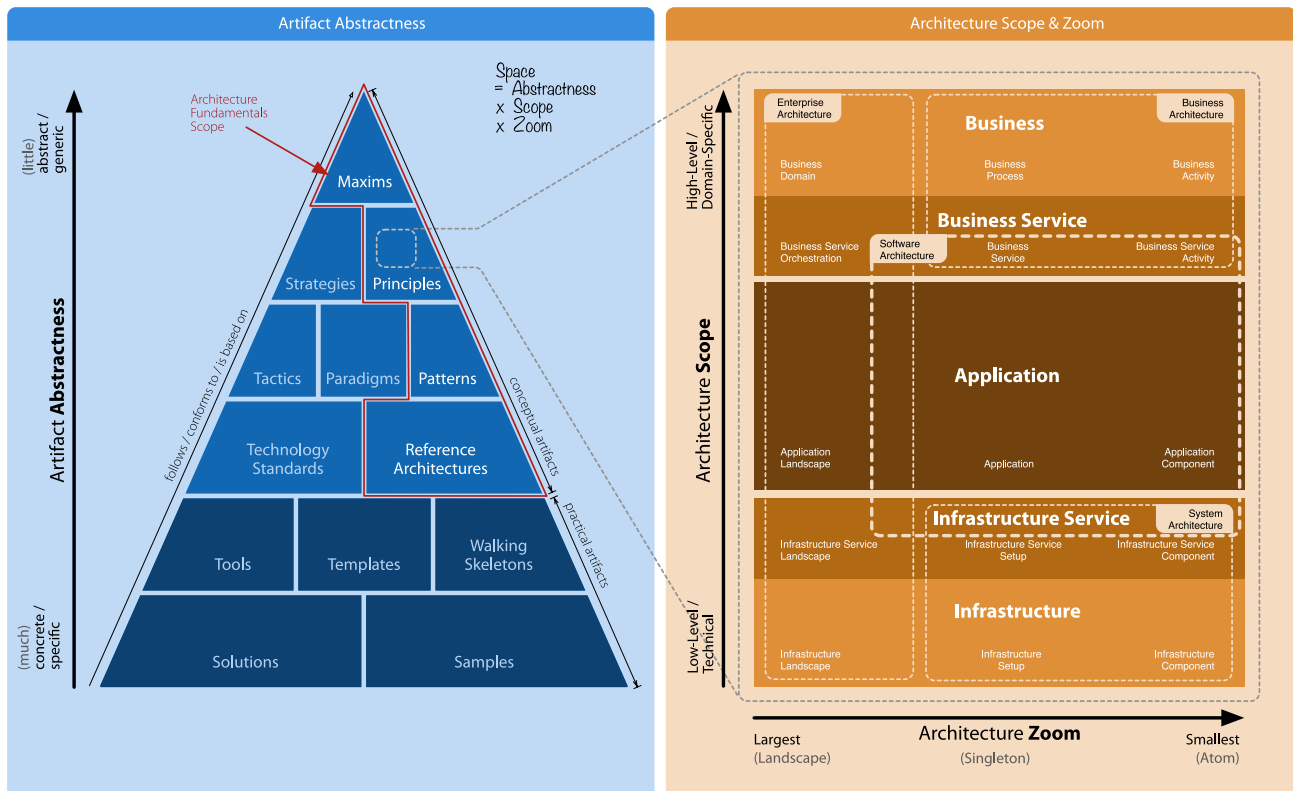 Artifact Abstractness
Space
= Abstractness
x Scope
x Zoom
Architecture
Fundamentals
Scope
(little)
abstract /
generic
Artifact Abstractness
(much)
concrete /
specific
follows / conforms to / is based on
conceptual artifacts
practical artifacts
Maxims
Strategies
Principles
Tactics
Paradigms
Patterns
Technology
Standards
Reference
Architectures
Tools
Templates
Walking
Skeletons
Solutions
Samples
Architecture Scope & Zoom
High-Level /
Domain-Specific
Architecture Scope
Low-Level /
Technical
Enterprise
Architecture
Business
Business
Architecture
Business
Domain
Business
Process
Business
Activity
Business Service
Business Service
Orchestration
Software
Architecture
Business
Service
Business Service
Activity
Application
Application
Landscape
Application
Application
Component
Infrastructure Service
System
Architecture
Infrastructure Service
Landscape
Infrastructure Service
Setup
Infrastructure Service
Component
Infrastructure
Infrastructure
Landscape
Infrastructure
Setup
Infrastructure
Component
Largest
(Landscape)
Architecture Zoom
(Singleton)
Smallest
(Atom)